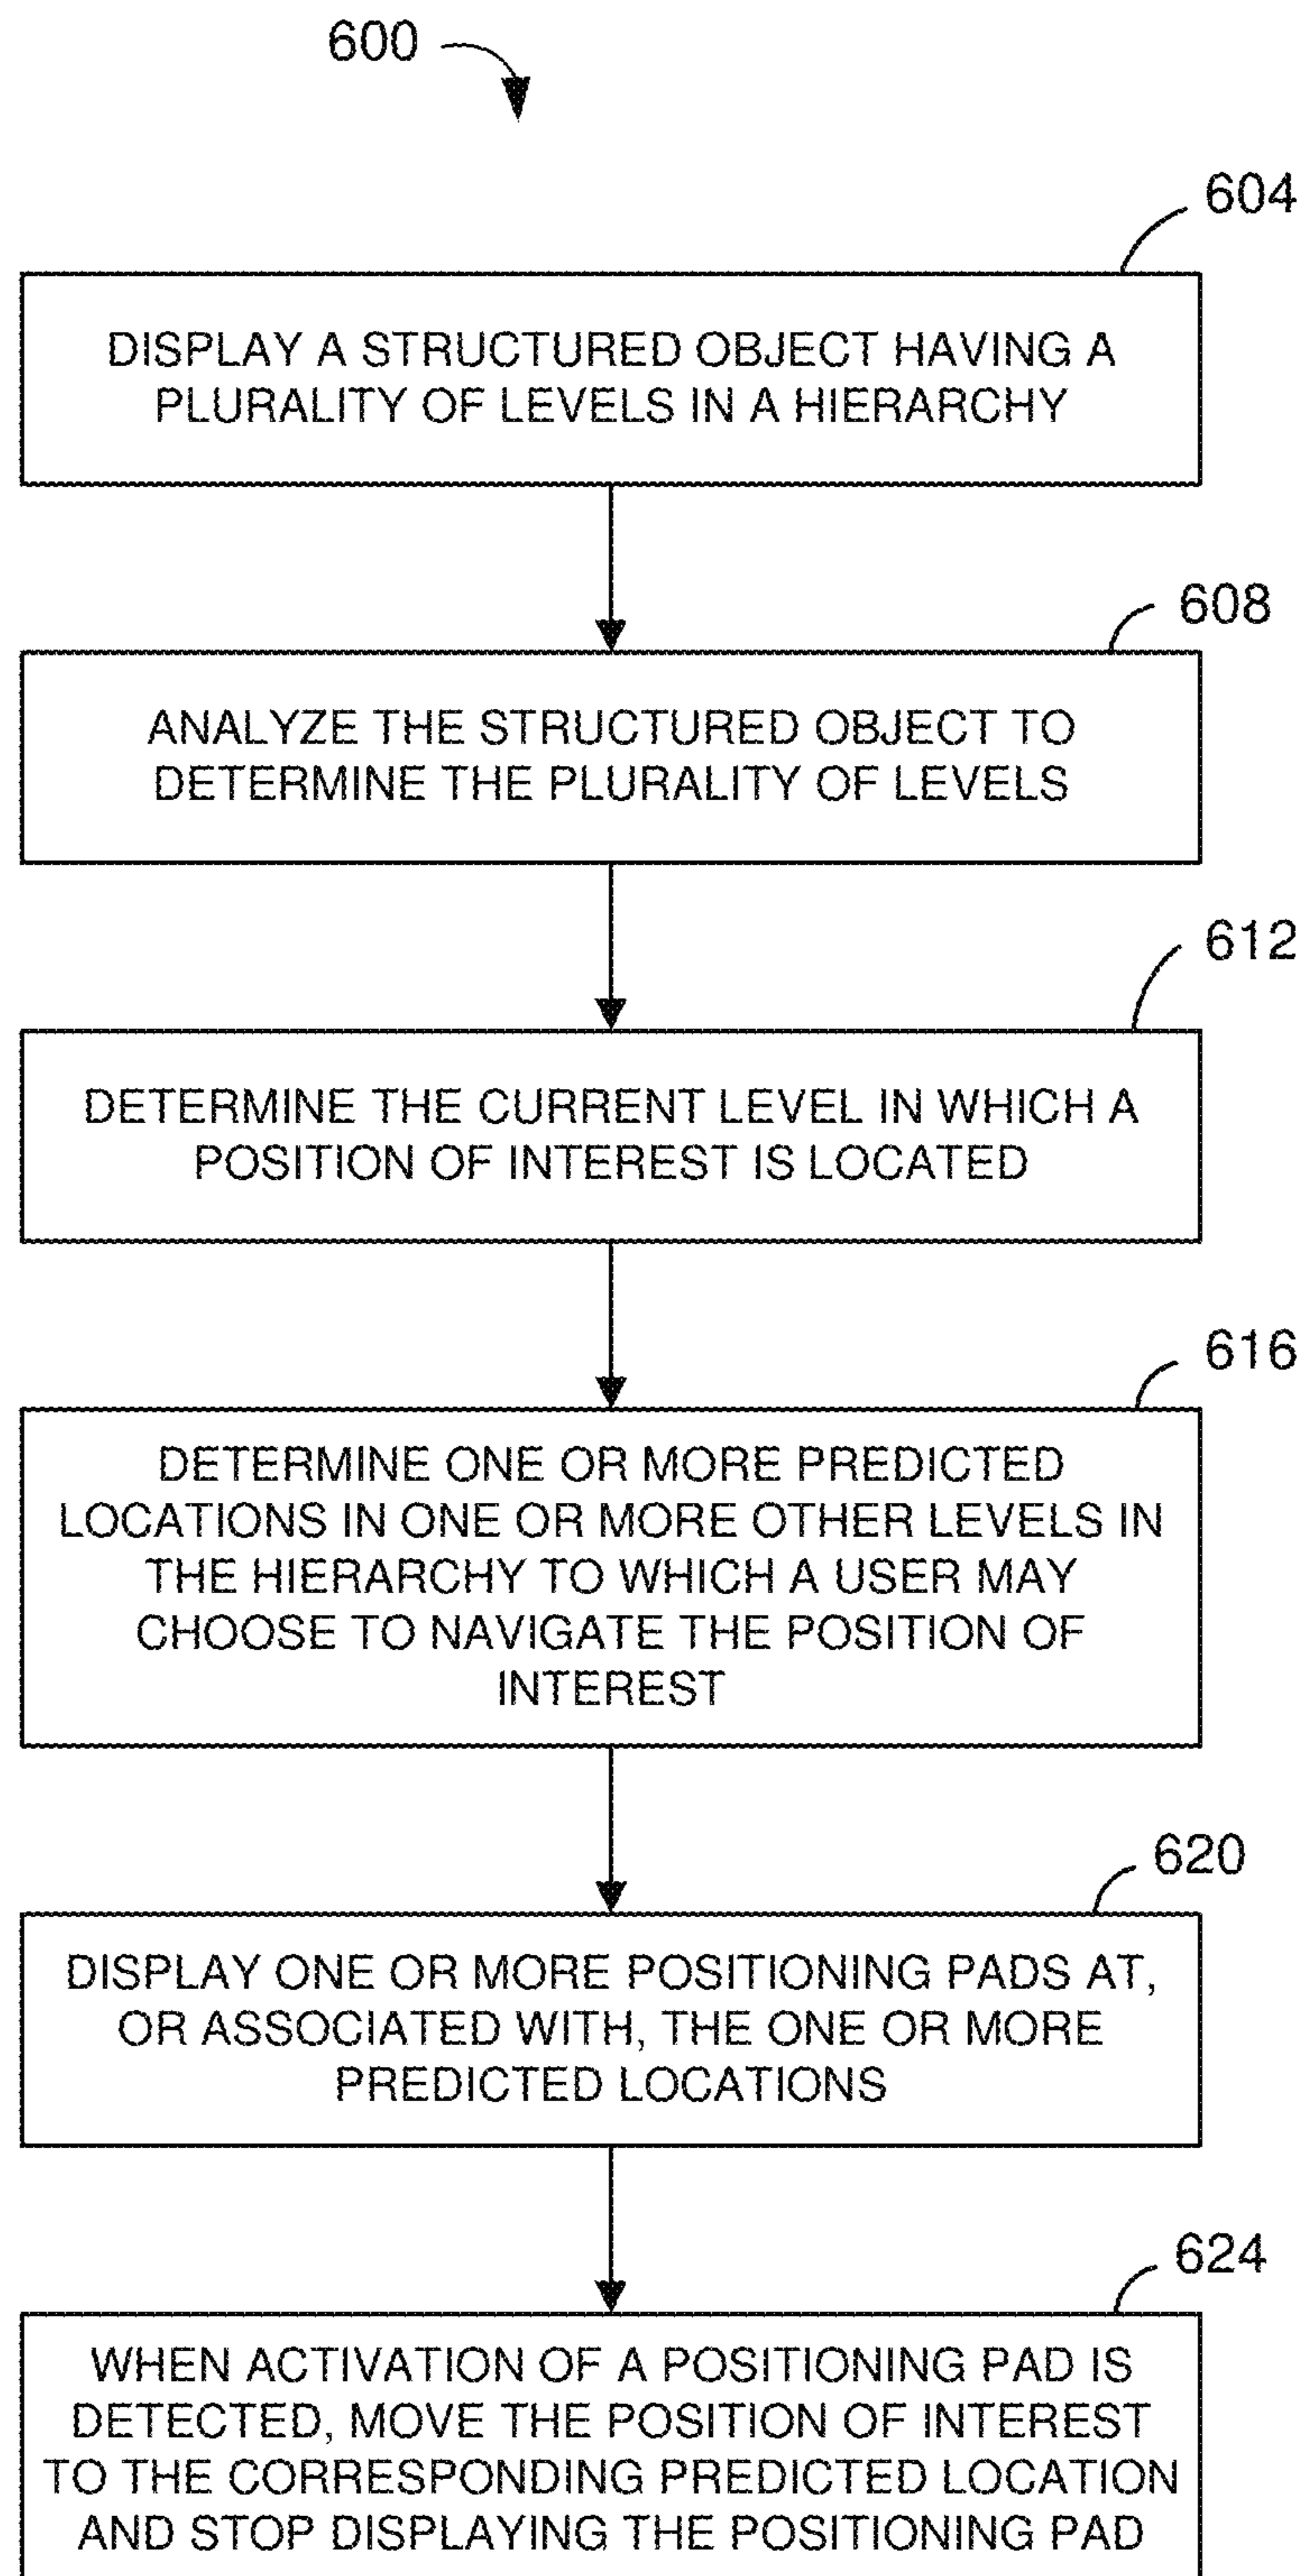 600
604
DISPLAY A STRUCTURED OBJECT HAVING A
PLURALITY OF LEVELS IN A HIERARCHY
608
ANALYZE THE STRUCTURED OBJECT TO
DETERMINE THE PLURALITY OF LEVELS
612
DETERMINE THE CURRENT LEVEL IN WHICH A
POSITION OF INTEREST IS LOCATED
616
DETERMINE ONE OR MORE PREDICTED
LOCATIONS IN ONE OR MORE OTHER LEVELS IN
THE HIERARCHY TO WHICH A USER MAY
CHOOSE TO NAVIGATE THE POSITION OF
INTEREST
620
DISPLAY ONE OR MORE POSITIONING PADS AT,
OR ASSOCIATED WITH, THE ONE OR MORE
PREDICTED LOCATIONS
624
WHEN ACTIVATION OF A POSITIONING PAD IS
DETECTED, MOVE THE POSITION OF INTEREST
TO THE CORRESPONDING PREDICTED LOCATION
AND STOP DISPLAYING THE POSITIONING PAD